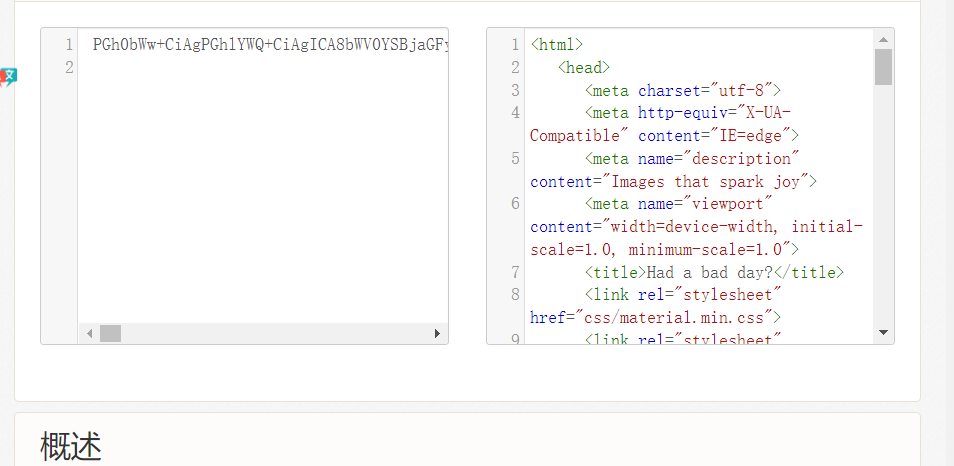 1 PGh0bWw+CiAgPGhlYWQ+CiAgICA8bWV0YSBjaGFy
2
文
1 <html>
2 <head>
3 <meta charset="utf-8">
4 <meta http-equiv="X-UA-
Compatible" content="IE=edge">
5 <meta name="description"
content="Images that spark joy">
6 <meta name="viewport"
content="width=device-width, initial-
scale=1.0, minimum-scale=1.0">
7 <title>Had a bad day?</title>
8 <link rel="stylesheet"
href="css/material.min.css">
9 <link rel="stylesheet"
概述